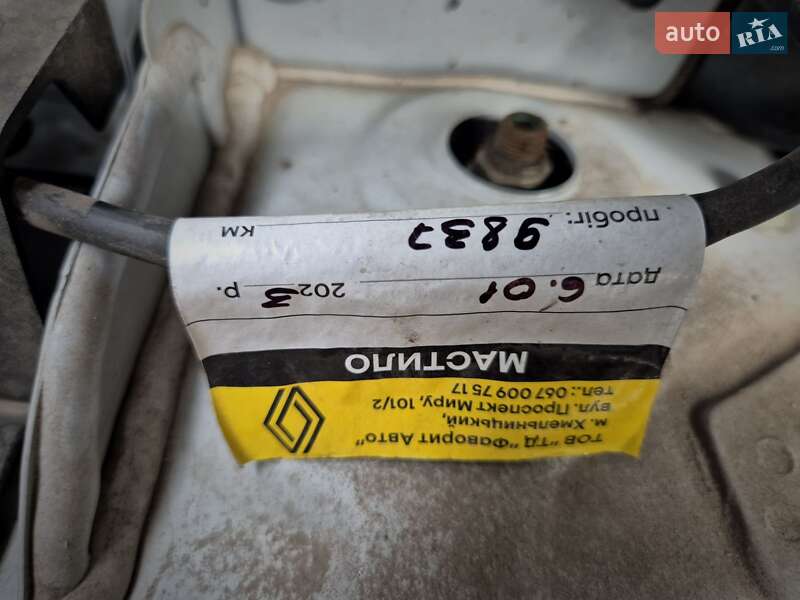 auto RIA.com
ТОВ "ТД "Фаворит Авто"
м. Хмельницький,
вул. Проспект Миру, 101/2
тел.: 067 009 75 17
МАСТИЛО
дата 6.01 2023 р.
пробіг: 9837 км